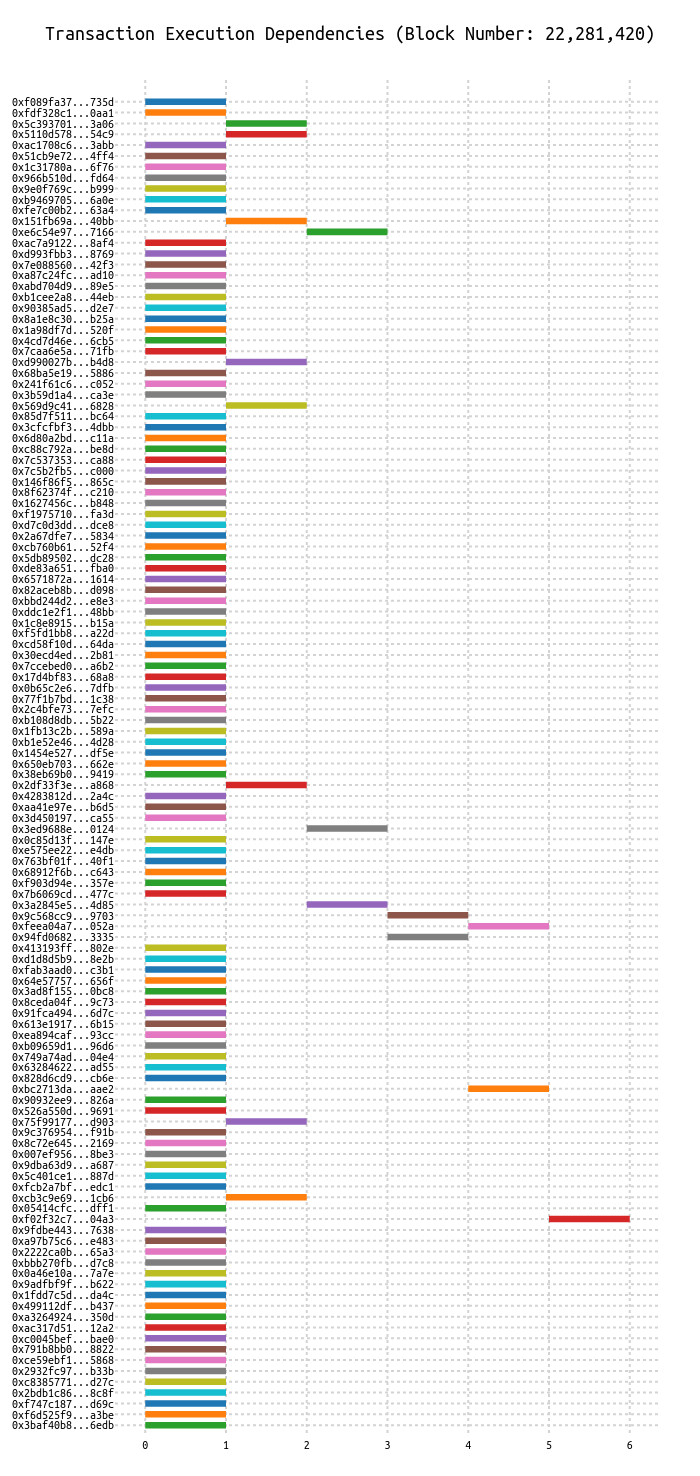 Transaction Execution Dependencies (Block Number: 22,281,420)
0xf089fa37...735d
0xfdf328c1...0aa1
0x5c393701...3a06
0x5110d578...54c9
0xac1708c6...3abb
0x51cb9e72...4ff4
0x1c31780a...6f76
0x966b510d...fd64
0x9e0f769c...b999
0xb9469705...6a0e
0xfe7c00b2...63a4
0x151fb69a...40bb
0xe6c54e97...7166
0xac7a9122...8af4
0xd993fbb3...8769
0x7e088560...42f3
0xa87c24fc...ad10
0xabd704d9...89e5
0xb1cee2a8...44eb
0x90385ad5...d2e7
0x8a1e8c30...b25a
0x1a98df7d...520f
0x4cd7d46e...6cb5
0x7caa6e5a...71fb
0xd990027b...b4d8
0x68ba5e19...5886
0x241f61c6...c052
0x3b59d1a4...ca3e
0x569d9c41...6828
0x85d7f511...bc64
0x3cfcfbf3...4dbb
0x6d80a2bd...c11a
0xc88c792a...be8d
0x7c537353...ca88
0x7c5b2fb5...c000
0x146f86f5...865c
0x8f62374f...c210
0x1627456c...b848
0xf1975710...fa3d
0xd7c0d3dd...dce8
0x2a67dfe7...5834
0xcb760b61...52f4
0x5db89502...dc28
0xde83a651...fba0
0x6571872a...1614
0x82aceb8b...d098
0xbbd244d2...e8e3
0xddc1e2f1...48bb
0x1c8e8915...b15a
0xf5fd1bb8...a22d
0xcd58f10d...64da
0x30ecd4ed...2b81
0x7ccebed0...a6b2
0x17d4bf83...68a8
0x0b65c2e6...7dfb
0x77f1b7bd...1c38
0x2c4bfe73...7efc
0xb108d8db...5b22
0x1fb13c2b...589a
0xb1e52e46...4d28
0x1454e527...df5e
0x650eb703...662e
0x38eb69b0...9419
0x2df33f3e...a868
0x4283812d...2a4c
0xaa41e97e...b6d5
0x3d450197...ca55
0x3ed9688e...0124
0x0c85d13f...147e
0xe575ee22...e4db
0x763bf01f...40f1
0x68912f6b...c643
0xf903d94e...357e
0x7b6069cd...477c
0x3a2845e5...4d85
0x9c568cc9...9703
0xfeea04a7...052a
0x94fd0682...3335
0x413193ff...802e
0xd1d8d5b9...8e2b
0xfab3aad0...c3b1
0x64e57757...656f
0x3ad8f155...0bc8
0x8ceda04f...9c73
0x91fca494...6d7c
0x613e1917...6b15
0xea894caf...93cc
0xb09659d1...96d6
0x749a74ad...04e4
0x63284622...ad55
0x828d6cd9...cb6e
0xbc2713da...aae2
0x90932ee9...826a
0x526a550d...9691
0x75f99177...d903
0x9c376954...f91b
0x8c72e645...2169
0x007ef956...8be3
0x9dba63d9...a687
0x5c401ce1...887d
0xfcb2a7bf...edc1
0xcb3c9e69...1cb6
0x05414cfc...dff1
0xf02f32c7...04a3
0x9fdbe443...7638
0xa97b75c6...e483
0x2222ca0b...65a3
0xbbb270fb...d7c8
0x0a46e10a...7a7e
0x9adfbf9f...b622
0x1fdd7c5d...da4c
0x499112df...b437
0xa3264924...350d
0xac317d51...12a2
0xc0045bef...bae0
0x791b8bb0...8822
0xce59ebf1...5868
0x2932fc97...b33b
0xc8385771...d27c
0x2bdb1c86...8c8f
0xf747c187...d69c
0xf6d525f9...a3be
0x3baf40b8...6edb
0 1 2 3 4 5 6